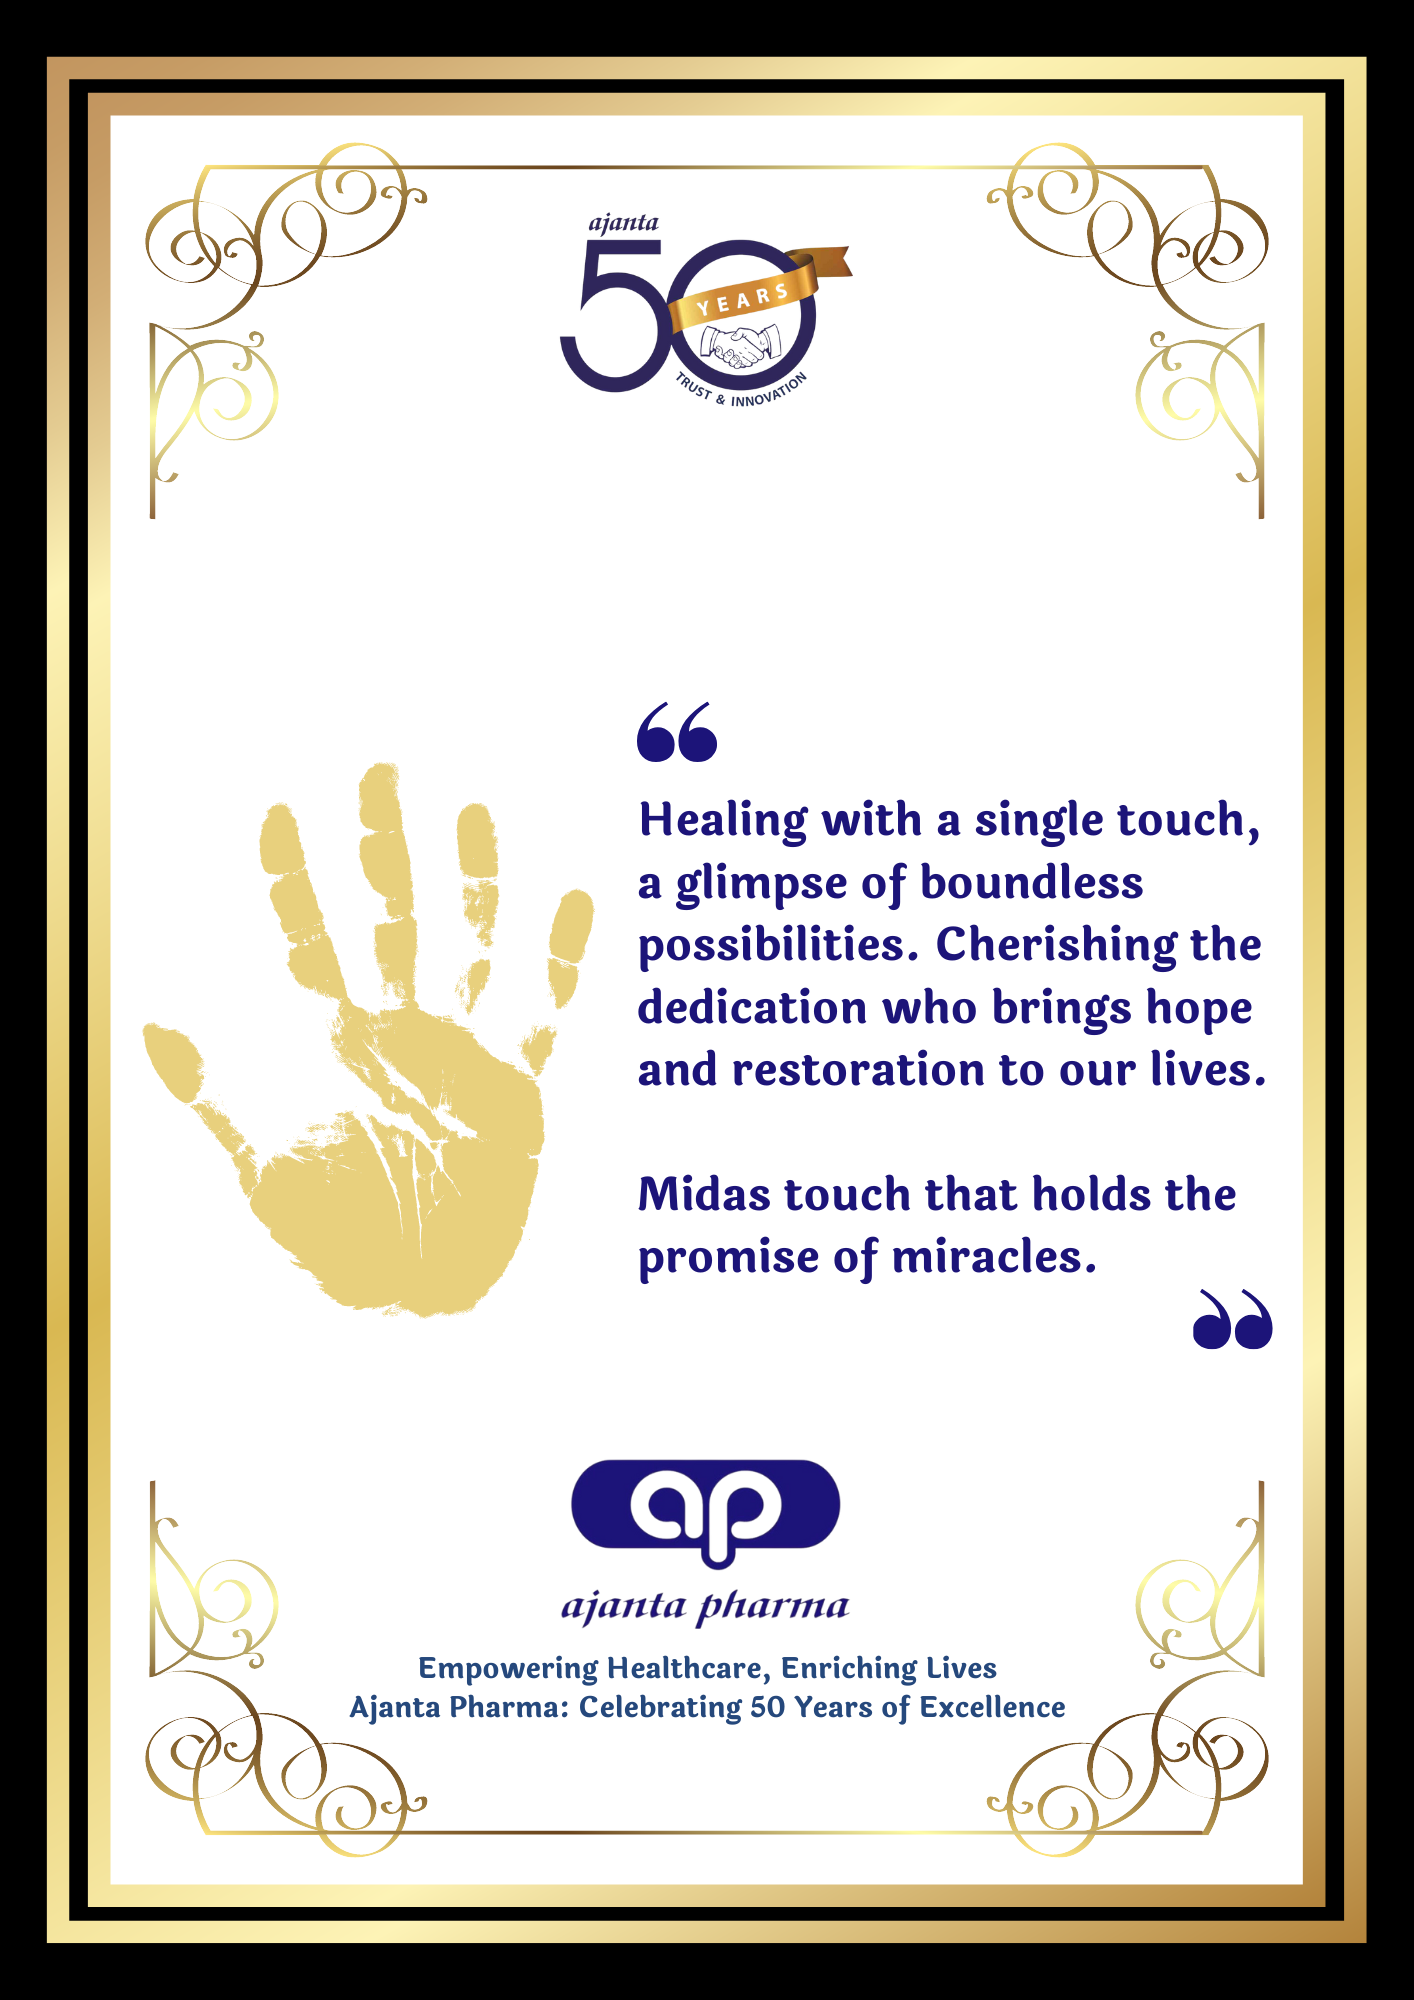 ajanta
50
YEARS
TRUST & INNOVATION
“
Healing with a single touch,
a glimpse of boundless
possibilities. Cherishing the
dedication who brings hope
and restoration to our lives.
Midas touch that holds the
promise of miracles.
”
ap
ajanta pharma
Empowering Healthcare, Enriching Lives
Ajanta Pharma: Celebrating 50 Years of Excellence